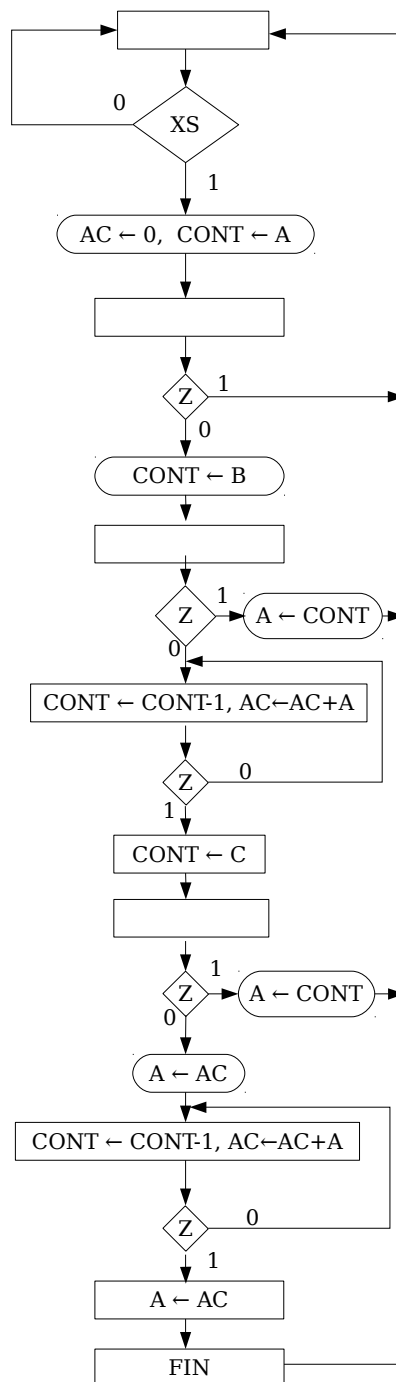 0
XS
1
AC ← 0, CONT ← A
Z
1
0
CONT ← B
Z
1
A ← CONT
0
CONT ← CONT-1, AC←AC+A
Z
0
1
CONT ← C
1
Z
A ← CONT
0
A ← AC
CONT ← CONT-1, AC←AC+A
Z
0
1
A ← AC
FIN